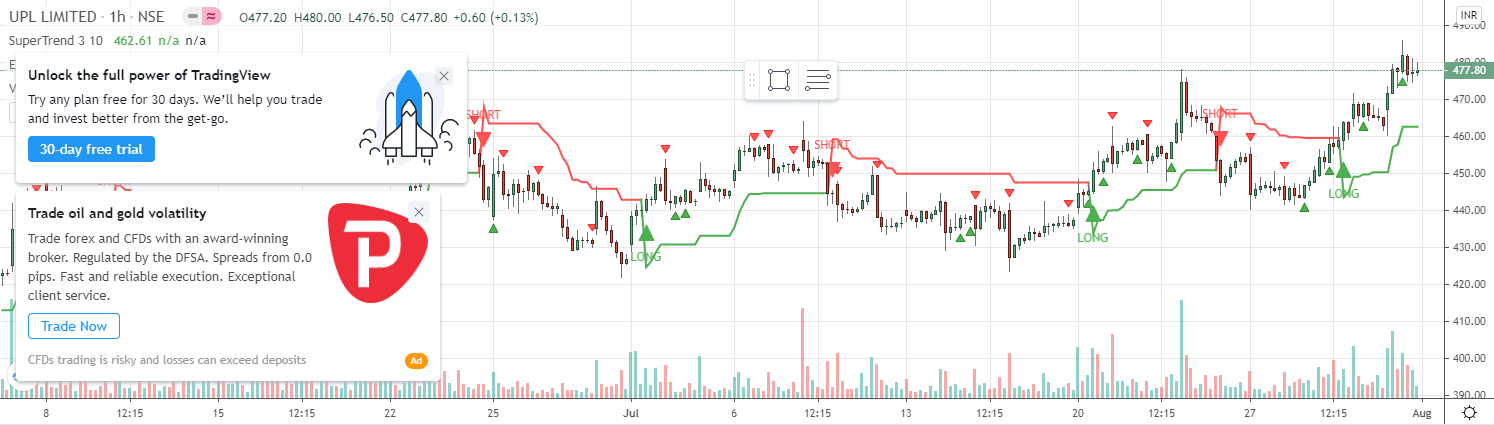 UPL LIMITED · 1h · NSE O477.20 H480.00 L476.50 C477.80 +0.60 (+0.13%)
INR
SuperTrend 3 10 462.61 n/a n/a
490.00
480.00
477.80
470.00
460.00
450.00
440.00
430.00
420.00
410.00
400.00
390.00
Unlock the full power of TradingView
Try any plan free for 30 days. We'll help you trade
and invest better from the get-go.
30-day free trial
Trade oil and gold volatility
Trade forex and CFDs with an award-winning
broker. Regulated by the DFSA. Spreads from 0.0
pips. Fast and reliable execution. Exceptional
client service.
Trade Now
CFDs trading is risky and losses can exceed deposits
Ad
P
SHORT
LONG
SHORT
LONG
SHORT
LONG
8 12:15 15 12:15 22 25 Jul 6 12:15 13 12:15 20 12:15 27 12:15 Aug